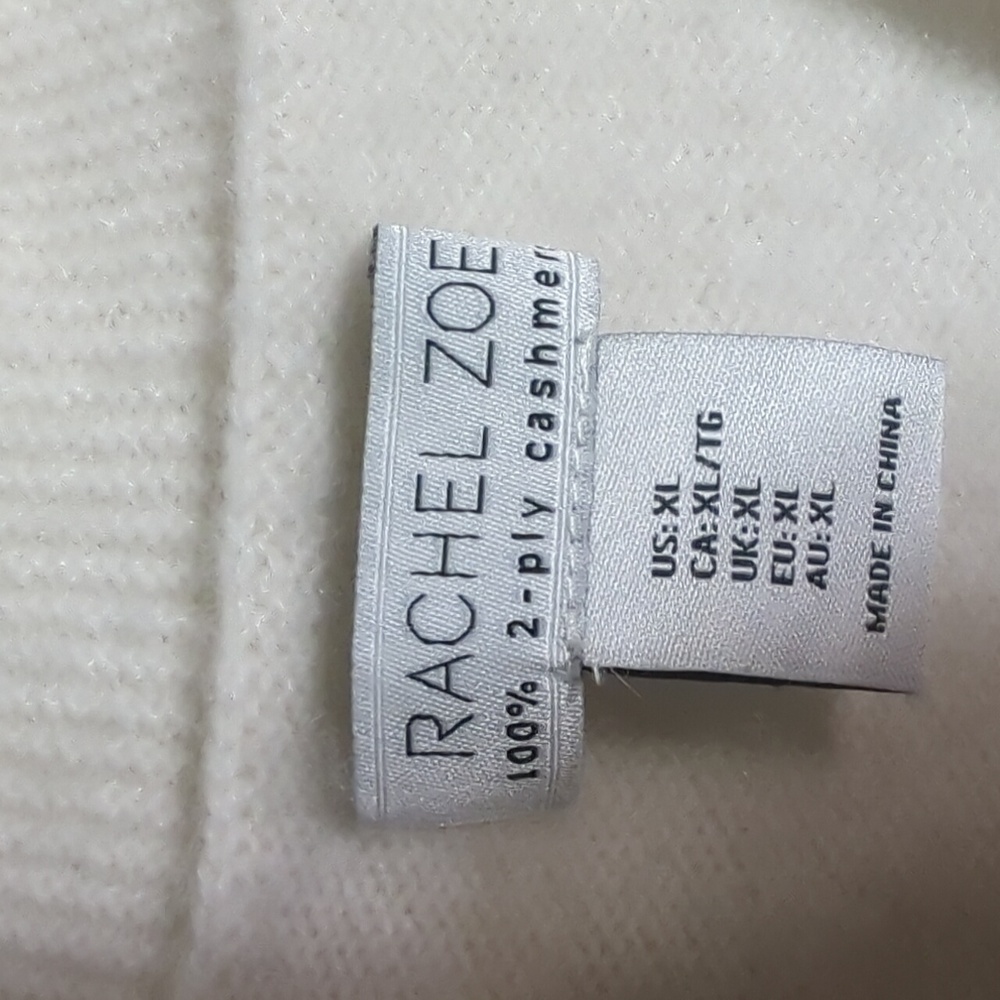 RACHEL ZOE
100% 2-ply cashmer
US: XL
CA: XL/TG
UK: XL
EU: XL
AU: XL
MADE IN CHINA